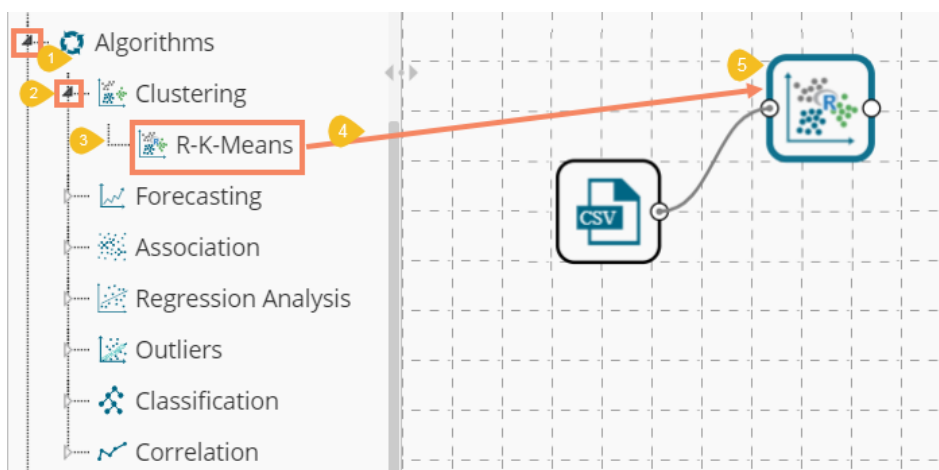 Algorithms
1
5
2
Clustering
3
R-K-Means
4
R
Forecasting
CSV
Association
Regression Analysis
Outliers
Classification
Correlation